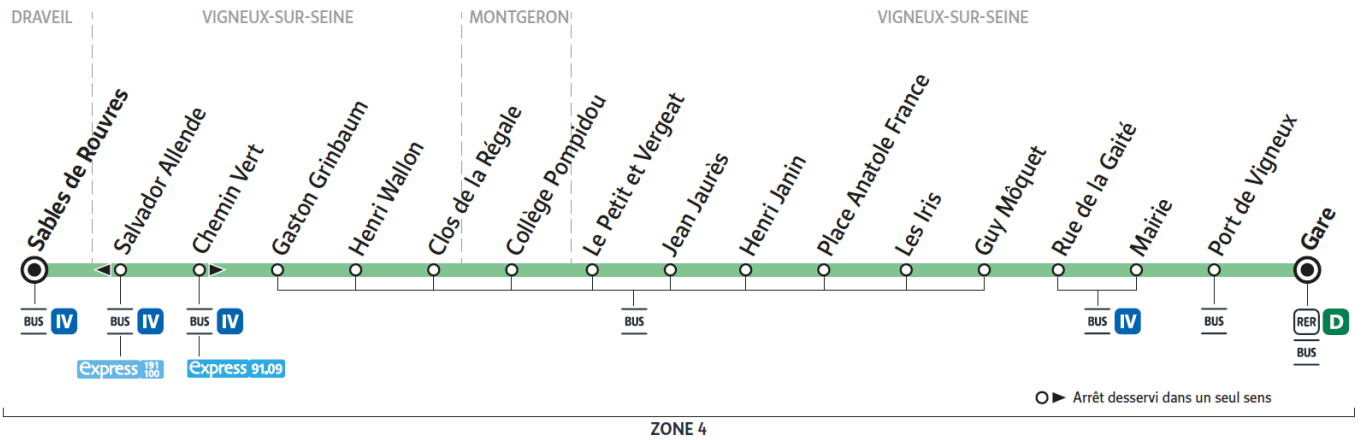 DRAVEIL
VIGNEUX-SUR-SEINE
MONTGERON
VIGNEUX-SUR-SEINE
Sables de Rouvres
Salvador Allende
Chemin Vert
Gaston Grinbaum
Henri Wallon
Clos de la Régale
Collège Pompidou
Le Petit et Vergeat
Jean Jaurès
Henri Janin
Place Anatole France
Les Iris
Guy Môquet
Rue de la Gaité
Mairie
Port de Vigneux
Gare
BUS IV
BUS IV
BUS IV
BUS
BUS IV
BUS
RER D
BUS
express 191 100
express 91.09
Arrêt desservi dans un seul sens
ZONE 4